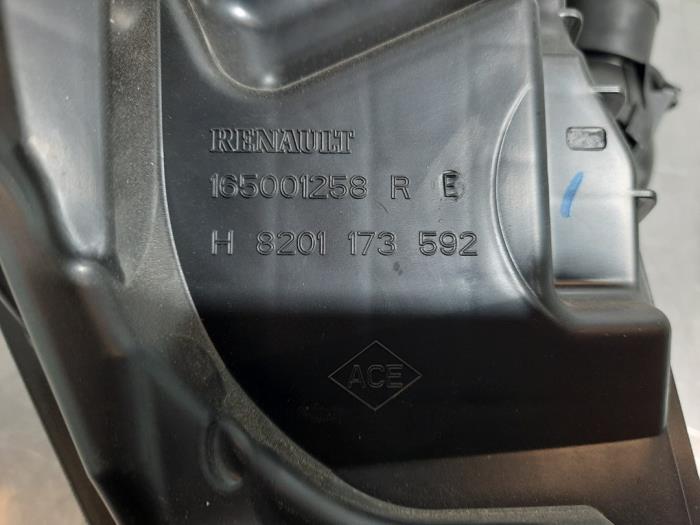 RENAULT
165001258 R E
H 8201 173 592
ACE